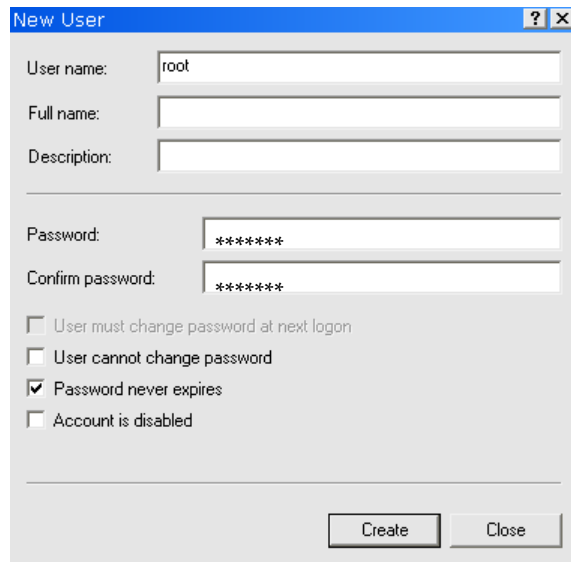 New User
User name: root
Full name:
Description:
Password: *******
Confirm password: *******
User must change password at next logon
User cannot change password
Password never expires
Account is disabled
Create Close